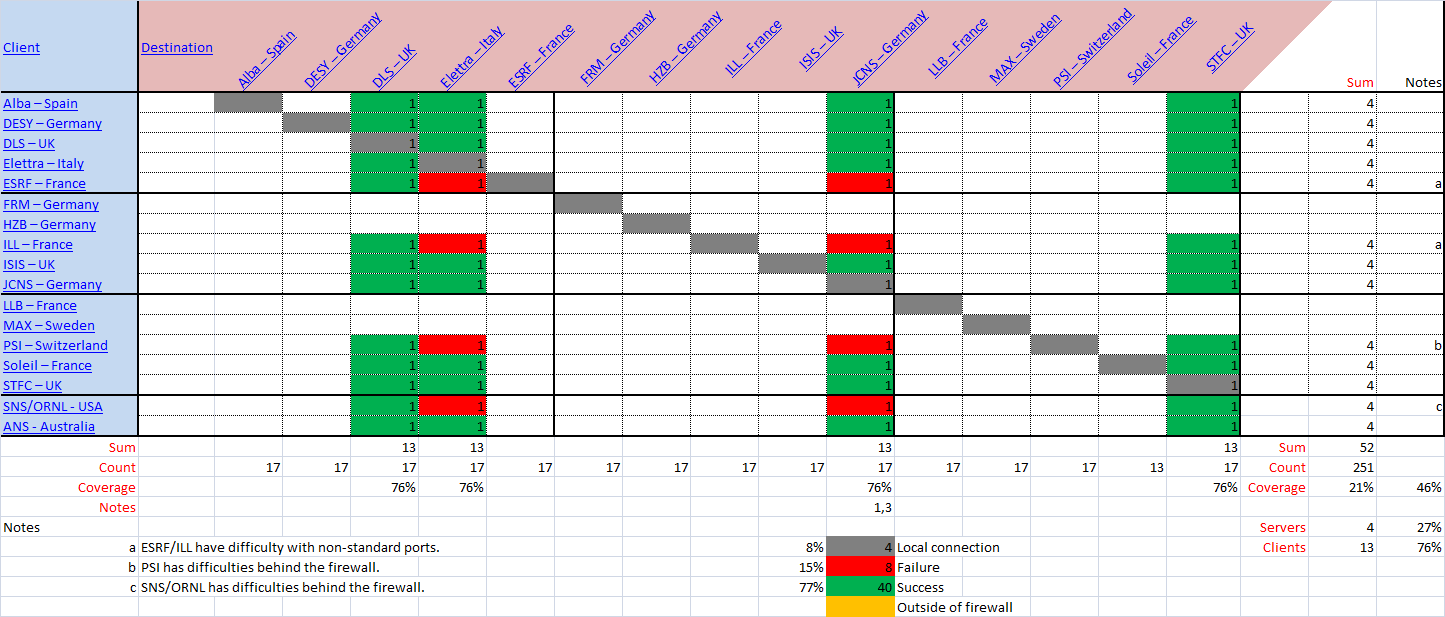 Client Destination Alba – Spain DESY – Germany DLS – UK Elettra – Italy ESRF – France FRM – Germany HZB – Germany ILL – France ISIS – UK JCNS – Germany LLB – France MAX – Sweden PSI – Switzerland Soleil – France STFC – UK Sum Notes
Alba – Spain 1 1 1 1 4
DESY – Germany 1 1 1 1 4
DLS – UK 1 1 1 1 4
Elettra – Italy 1 1 1 1 4
ESRF – France 1 1 1 1 4 a
FRM – Germany
HZB – Germany
ILL – France 1 1 1 1 4 a
ISIS – UK 1 1 1 1 4
JCNS – Germany 1 1 1 1 4
LLB – France
MAX – Sweden
PSI – Switzerland 1 1 1 1 4 b
Soleil – France 1 1 1 1 4
STFC – UK 1 1 1 1 4
SNS/ORNL - USA 1 1 1 1 4 c
ANS - Australia 1 1 1 1 4
Sum 13 13 13 13 Sum 52
Count 17 17 17 17 17 17 17 17 17 17 17 17 17 13 17 Count 251
Coverage 76% 76% 76% 76% Coverage 21% 46%
Notes 1,3
Notes Servers 4 27%
a ESRF/ILL have difficulty with non-standard ports. 8% 4 Local connection Clients 13 76%
b PSI has difficulties behind the firewall. 15% 8 Failure
c SNS/ORNL has difficulties behind the firewall. 77% 40 Success
Outside of firewall